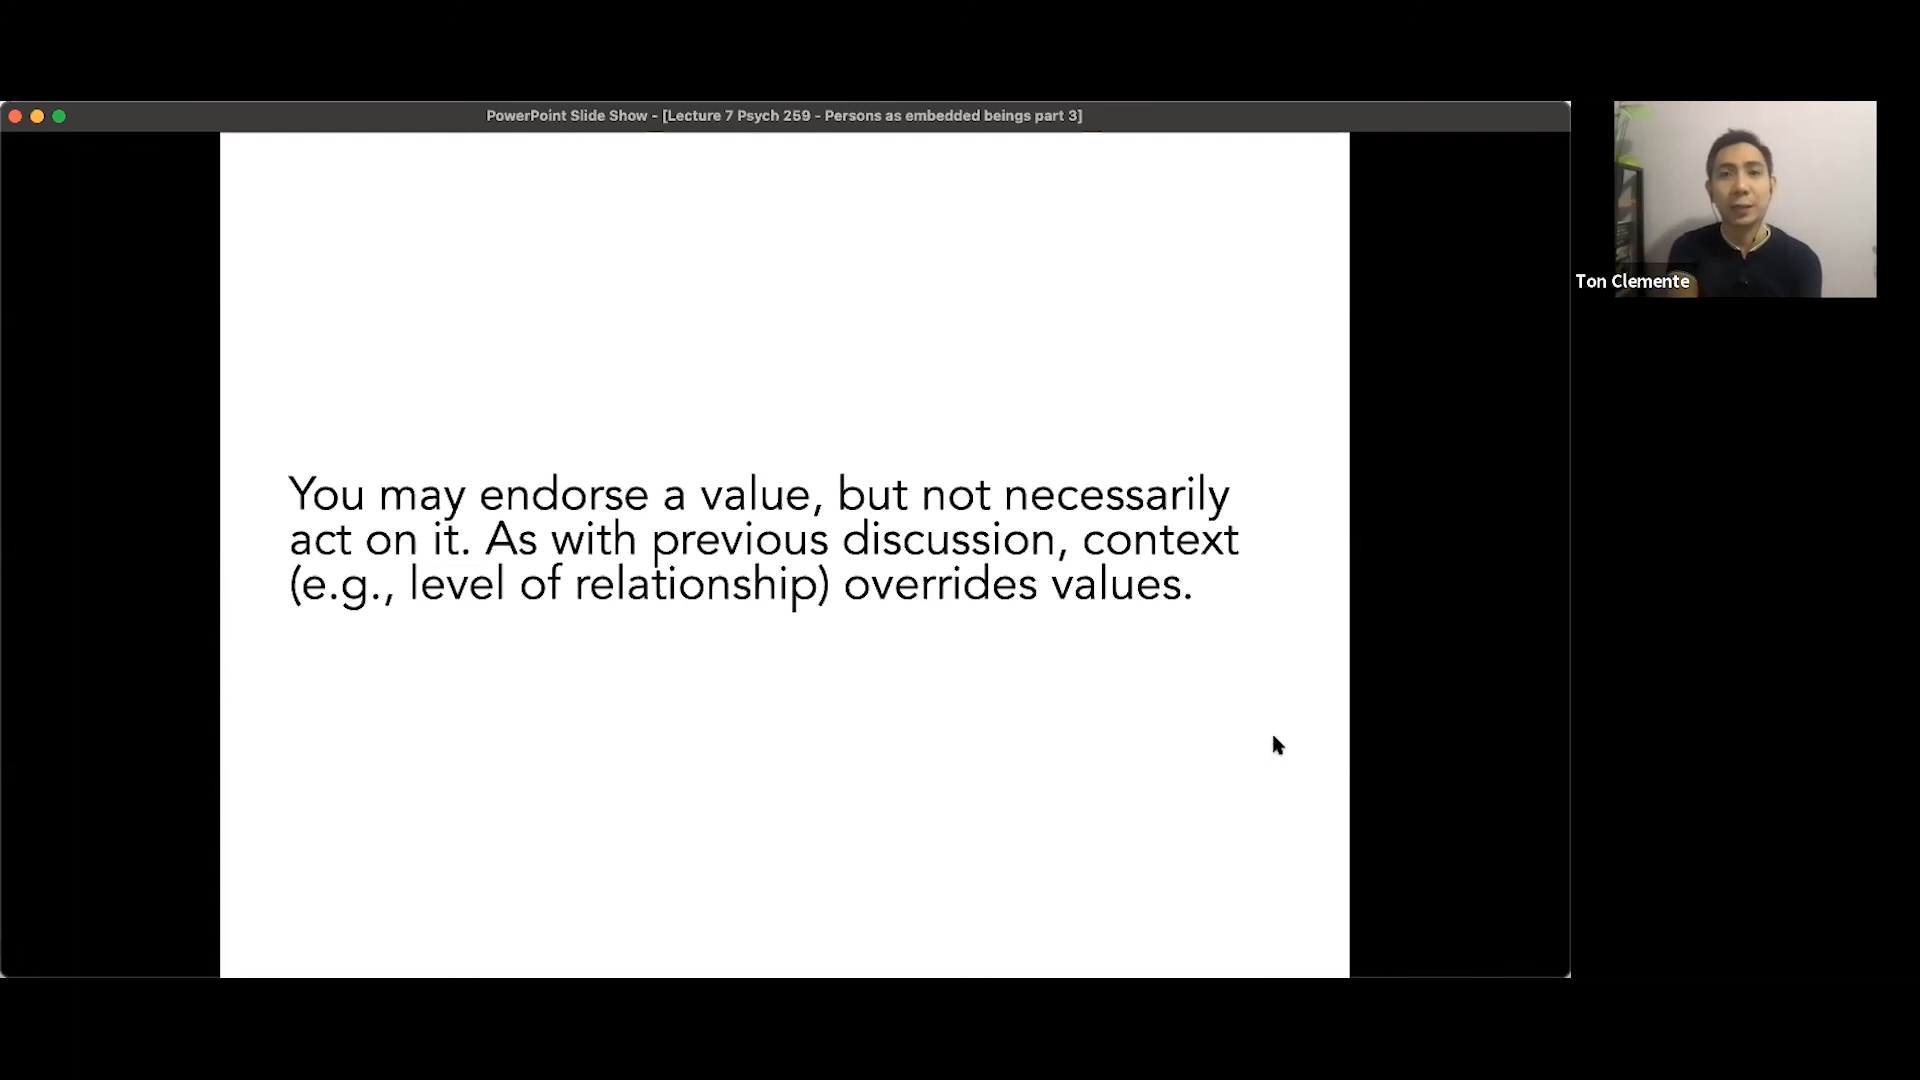 PowerPoint Slide Show - [Lecture 7 Psych 259 - Persons as embedded beings part 3]
You may endorse a value, but not necessarily
act on it. As with previous discussion, context
(e.g., level of relationship) overrides values.
Ton Clemente